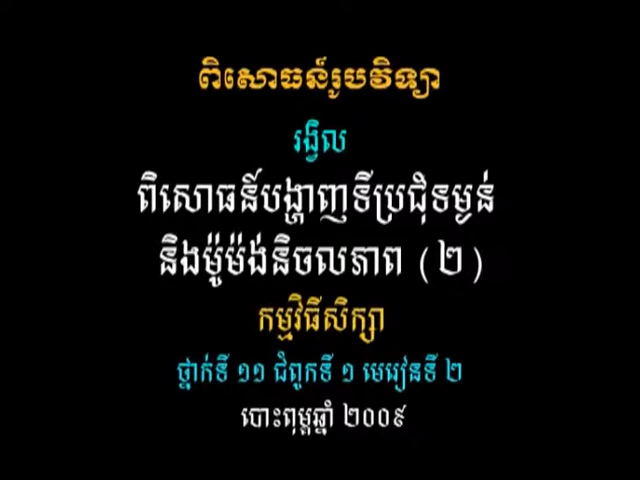 ពិសោធន៍រូបវិទ្យា
រង្វិល
ពិសោធន៍បង្ហាញទីប្រជុំទម្ងន់
និងម៉ូម៉ង់និចលភាព (២)
កម្មវិធីសិក្សា
ថ្នាក់ទី ១១ ជំពូកទី ១ មេរៀនទី ២
បោះពុម្ពឆ្នាំ ២០០៩